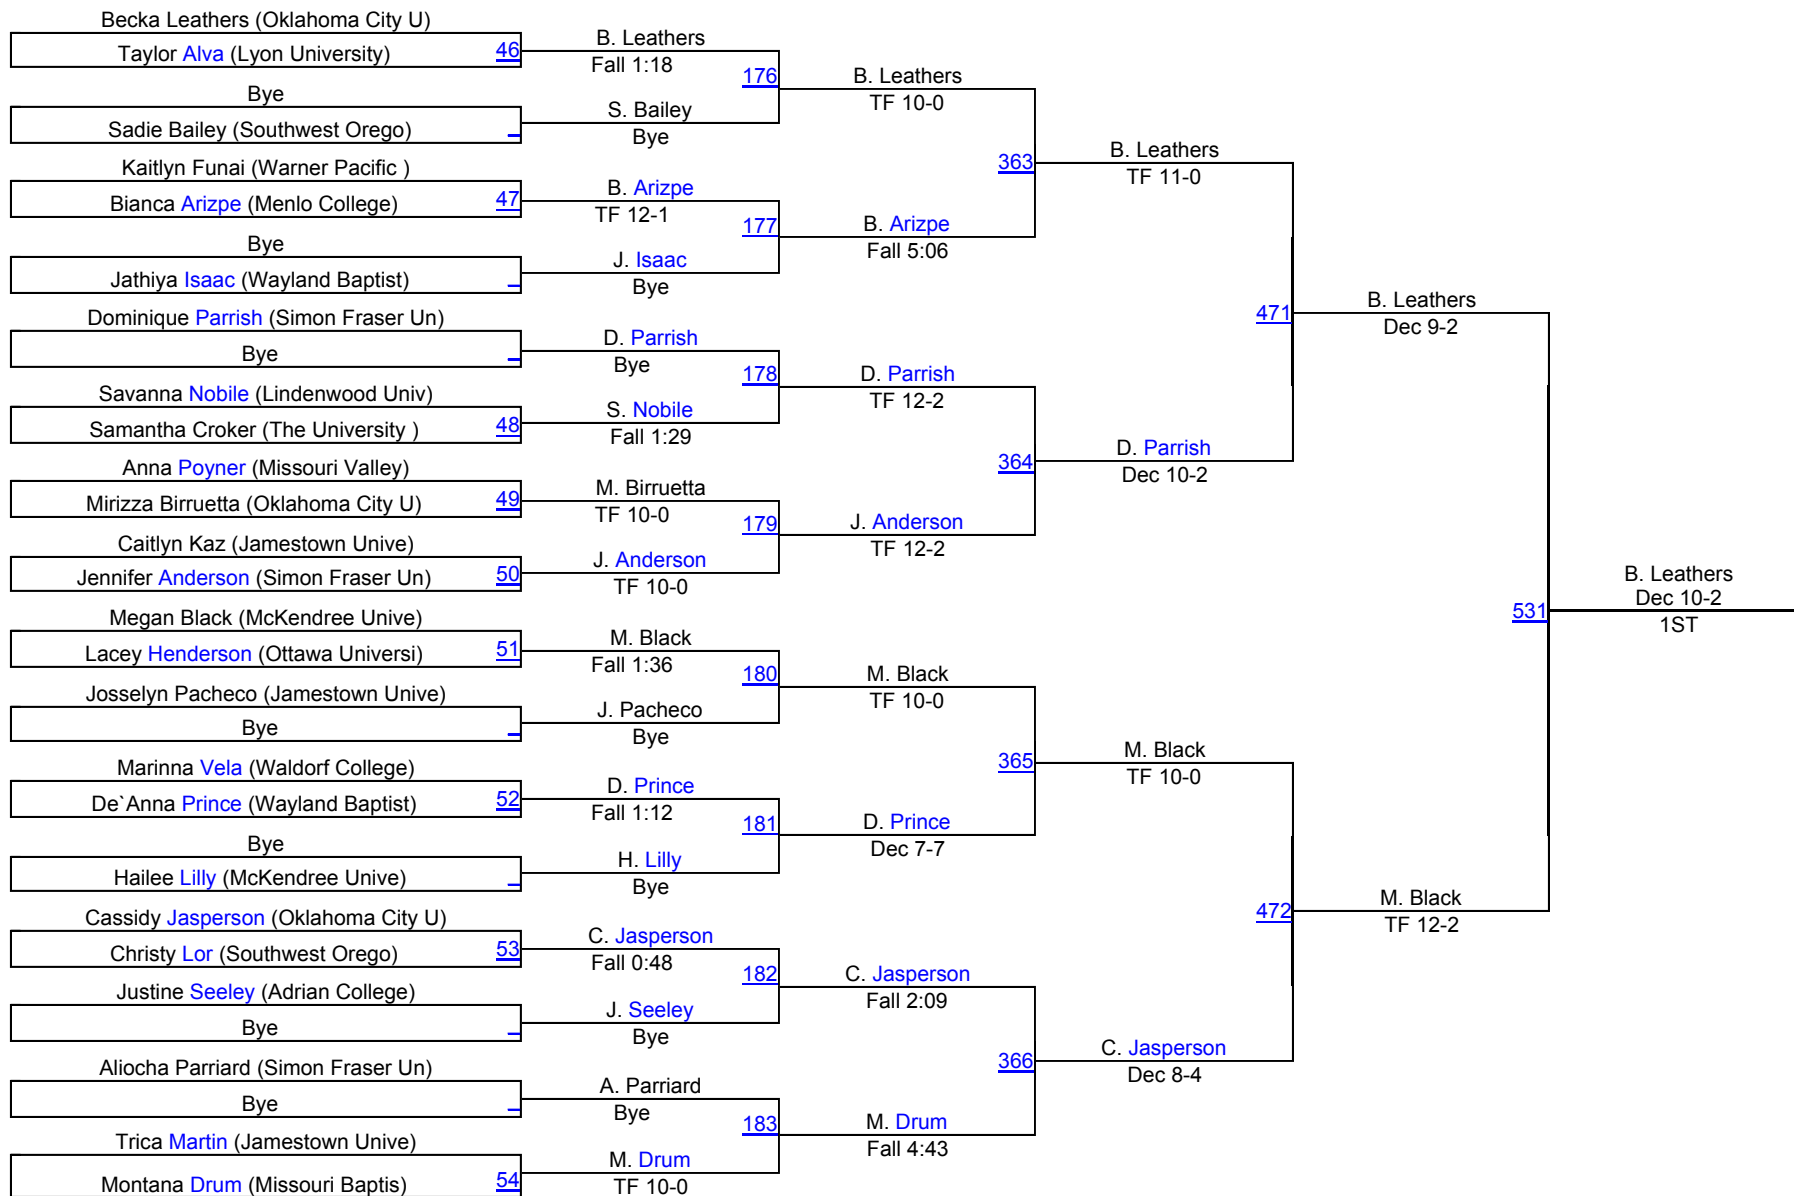 Becka Leathers (Oklahoma City U)
Taylor Alva (Lyon University)
46
Bye
Sadie Bailey (Southwest Orego)
Kaitlyn Funai (Warner Pacific )
Bianca Arizpe (Menlo College)
47
Bye
Jathiya Isaac (Wayland Baptist)
Dominique Parrish (Simon Fraser Un)
Bye
Savanna Nobile (Lindenwood Univ)
Samantha Croker (The University )
48
Anna Poyner (Missouri Valley)
Mirizza Birruetta (Oklahoma City U)
49
Caitlyn Kaz (Jamestown Unive)
Jennifer Anderson (Simon Fraser Un)
50
Megan Black (McKendree Unive)
Lacey Henderson (Ottawa Universi)
51
Josselyn Pacheco (Jamestown Unive)
Bye
Marinna Vela (Waldorf College)
De`Anna Prince (Wayland Baptist)
52
Bye
Hailee Lilly (McKendree Unive)
Cassidy Jasperson (Oklahoma City U)
Christy Lor (Southwest Orego)
53
Justine Seeley (Adrian College)
Bye
Aliocha Parriard (Simon Fraser Un)
Bye
Trica Martin (Jamestown Unive)
Montana Drum (Missouri Baptis)
54
B. Leathers
Fall 1:18
176
S. Bailey
Bye
B. Arizpe
TF 12-1
177
J. Isaac
Bye
D. Parrish
Bye
178
S. Nobile
Fall 1:29
M. Birruetta
TF 10-0
179
J. Anderson
TF 10-0
M. Black
Fall 1:36
180
J. Pacheco
Bye
D. Prince
Fall 1:12
181
H. Lilly
Bye
C. Jasperson
Fall 0:48
182
J. Seeley
Bye
A. Parriard
Bye
183
M. Drum
TF 10-0
B. Leathers
TF 10-0
363
B. Arizpe
Fall 5:06
D. Parrish
TF 12-2
364
J. Anderson
TF 12-2
M. Black
TF 10-0
365
D. Prince
Dec 7-7
C. Jasperson
Fall 2:09
366
M. Drum
Fall 4:43
B. Leathers
TF 11-0
471
D. Parrish
Dec 10-2
M. Black
TF 10-0
472
C. Jasperson
Dec 8-4
B. Leathers
Dec 9-2
531
M. Black
TF 12-2
B. Leathers
Dec 10-2
1ST